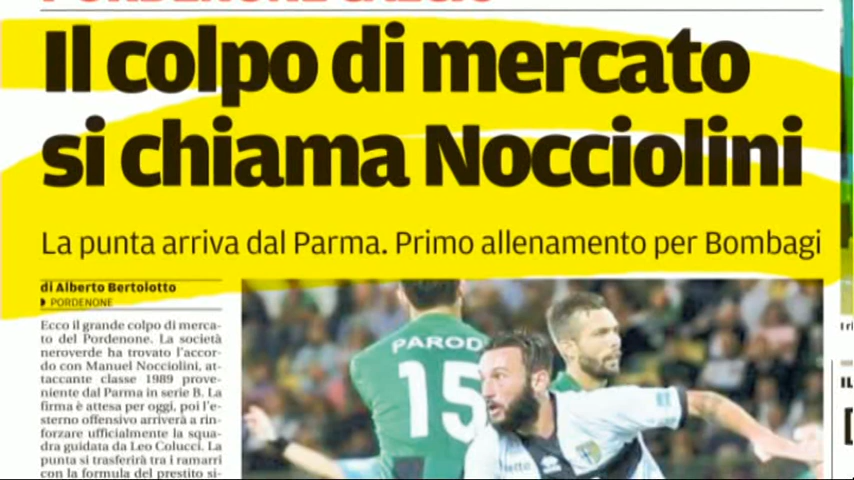 PORDENONE CALCIO
Il colpo di mercato
si chiama Nocciolini
La punta arriva dal Parma. Primo allenamento per Bombagi
di Alberto Bertolotto
PORDENONE
Ecco il grande colpo di merca-
to del Pordenone. La società
neroverde ha trovato l'accor-
do con Manuel Nocciolini, at-
taccante classe 1989 prove-
niente dal Parma in serie B. La
firma è attesa per oggi, poi l'e-
sterno offensivo arriverà a rin-
forzare ufficialmente la squa-
dra guidata da Leo Colucci. La
punta si trasferirà tra i ramarri
con la formula del prestito si-
PAROD
15
IL